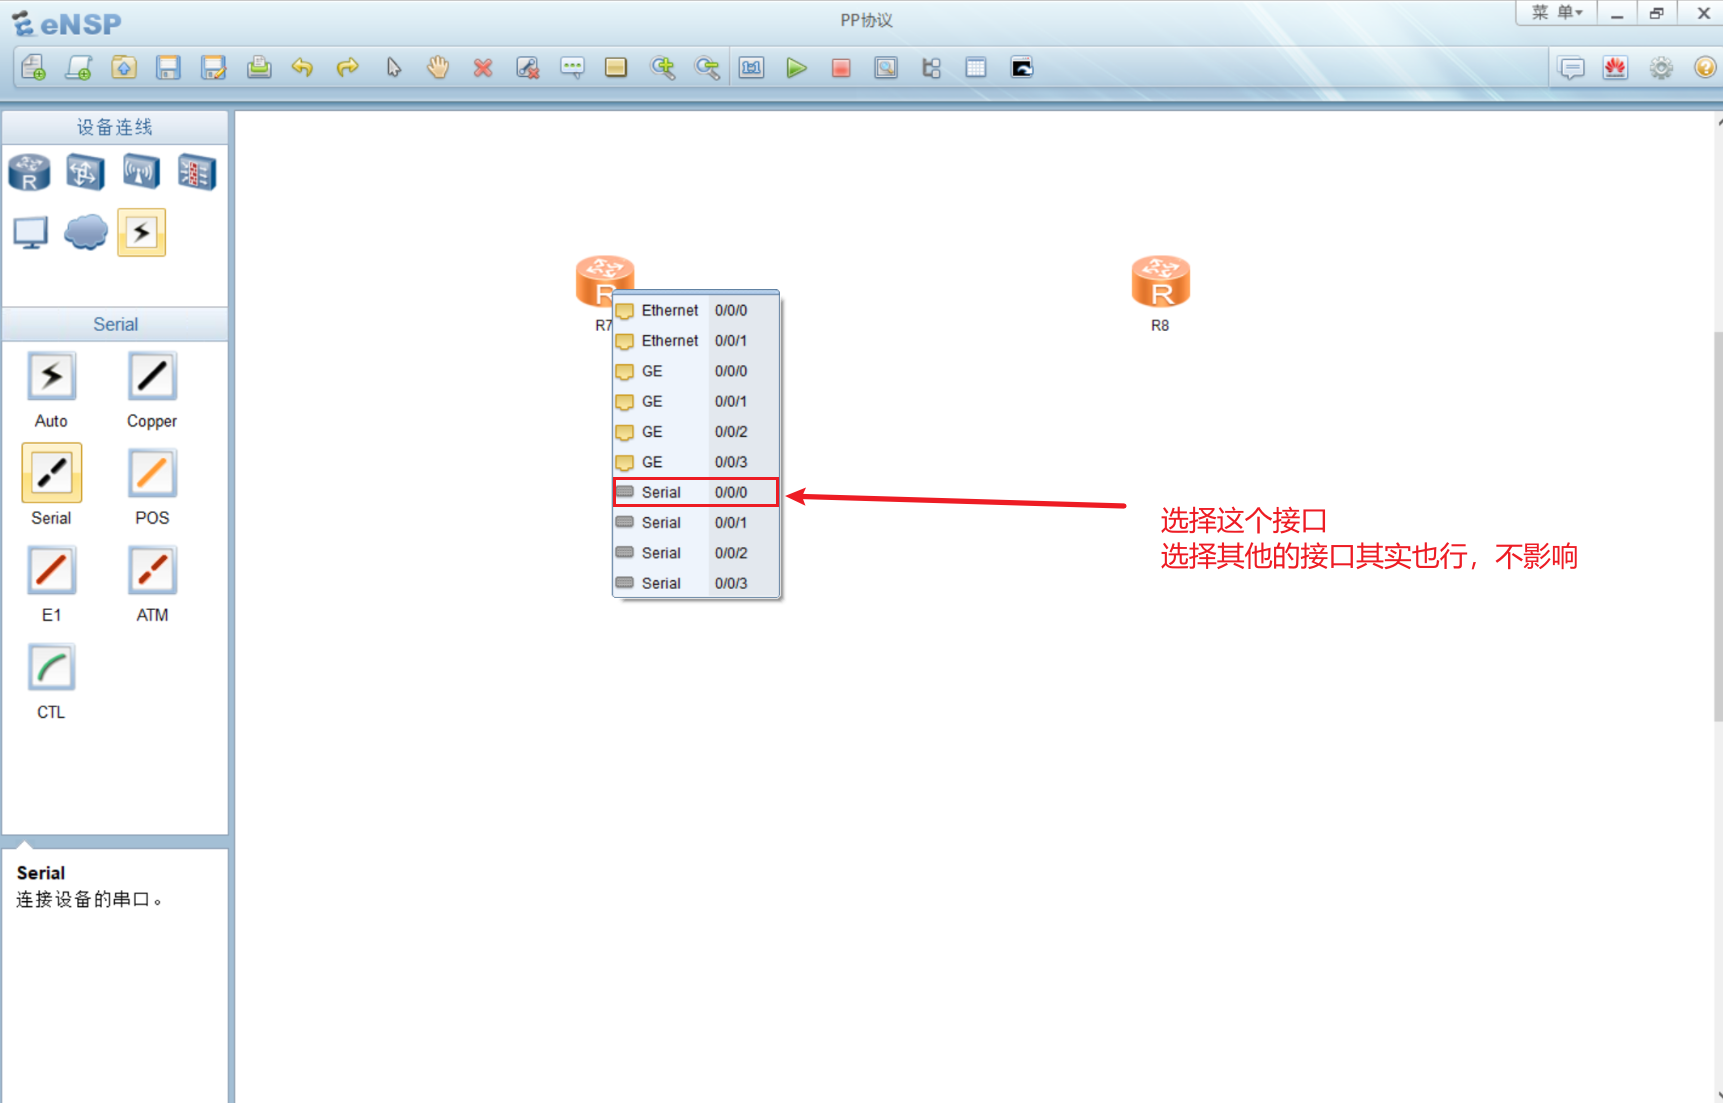 eNSP
PP协议
菜 单
设备连线
Serial
Auto
Copper
Serial
POS
E1
ATM
CTL
Serial
连接设备的串口。
R
R7
R
R8
Ethernet 0/0/0
Ethernet 0/0/1
GE 0/0/0
GE 0/0/1
GE 0/0/2
GE 0/0/3
Serial 0/0/0
Serial 0/0/1
Serial 0/0/2
Serial 0/0/3
选择这个接口
选择其他的接口其实也行，不影响